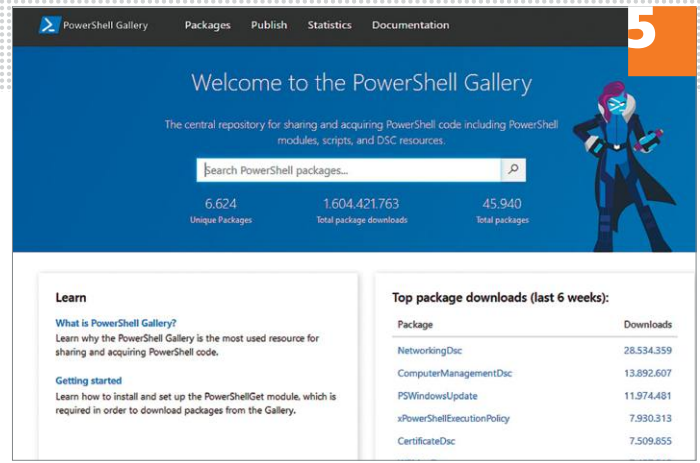 PowerShell Gallery Packages Publish Statistics Documentation
5
Welcome to the PowerShell Gallery
The central repository for sharing and acquiring PowerShell code including PowerShell
modules, scripts, and DSC resources.
Search PowerShell packages...
6.624 1.604.421.763 45.940
Unique Packages Total package downloads Total packages
Learn
What is PowerShell Gallery?
Learn why the PowerShell Gallery is the most used resource for
sharing and acquiring PowerShell code.
Getting started
Learn how to install and set up the PowerShellGet module, which is
required in order to download packages from the Gallery.
Top package downloads (last 6 weeks):
Package Downloads
NetworkingDsc 28.534.359
ComputerManagementDsc 13.892.607
PSWindowsUpdate 11.974.481
xPowerShellExecutionPolicy 7.930.313
CertificateDsc 7.509.855